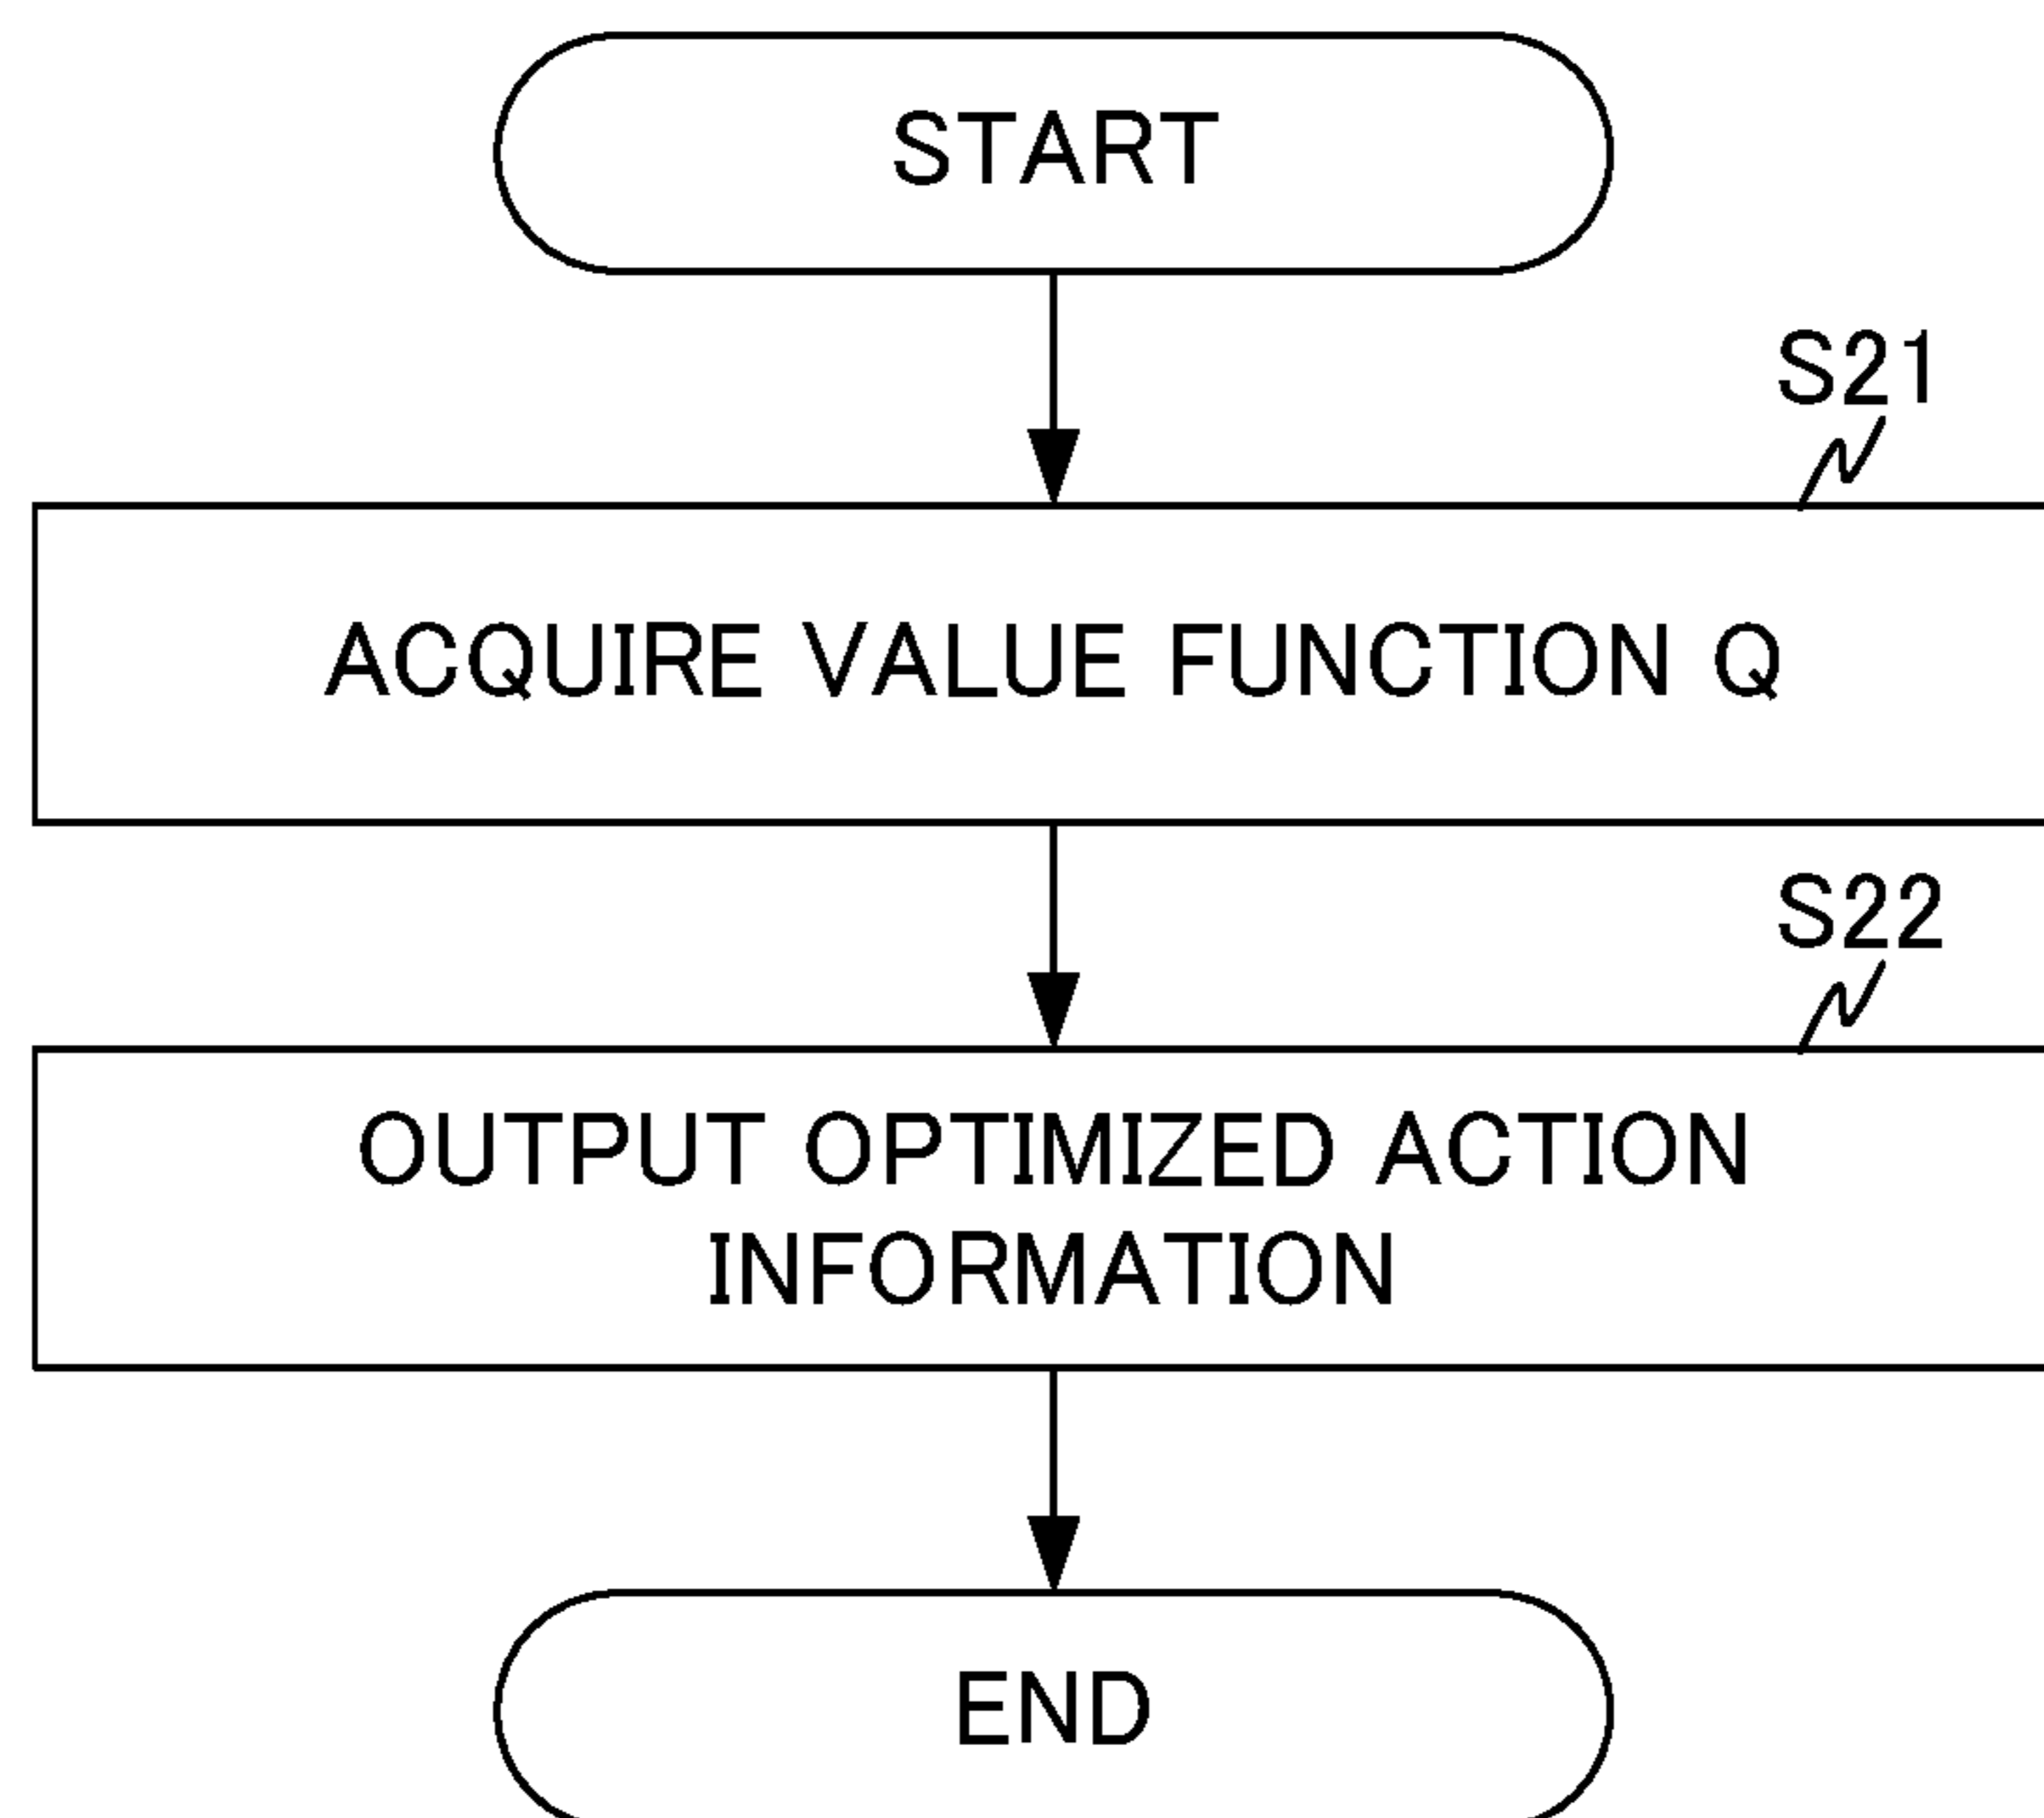 START
S21
ACQUIRE VALUE FUNCTION Q
S22
OUTPUT OPTIMIZED ACTION
INFORMATION
END